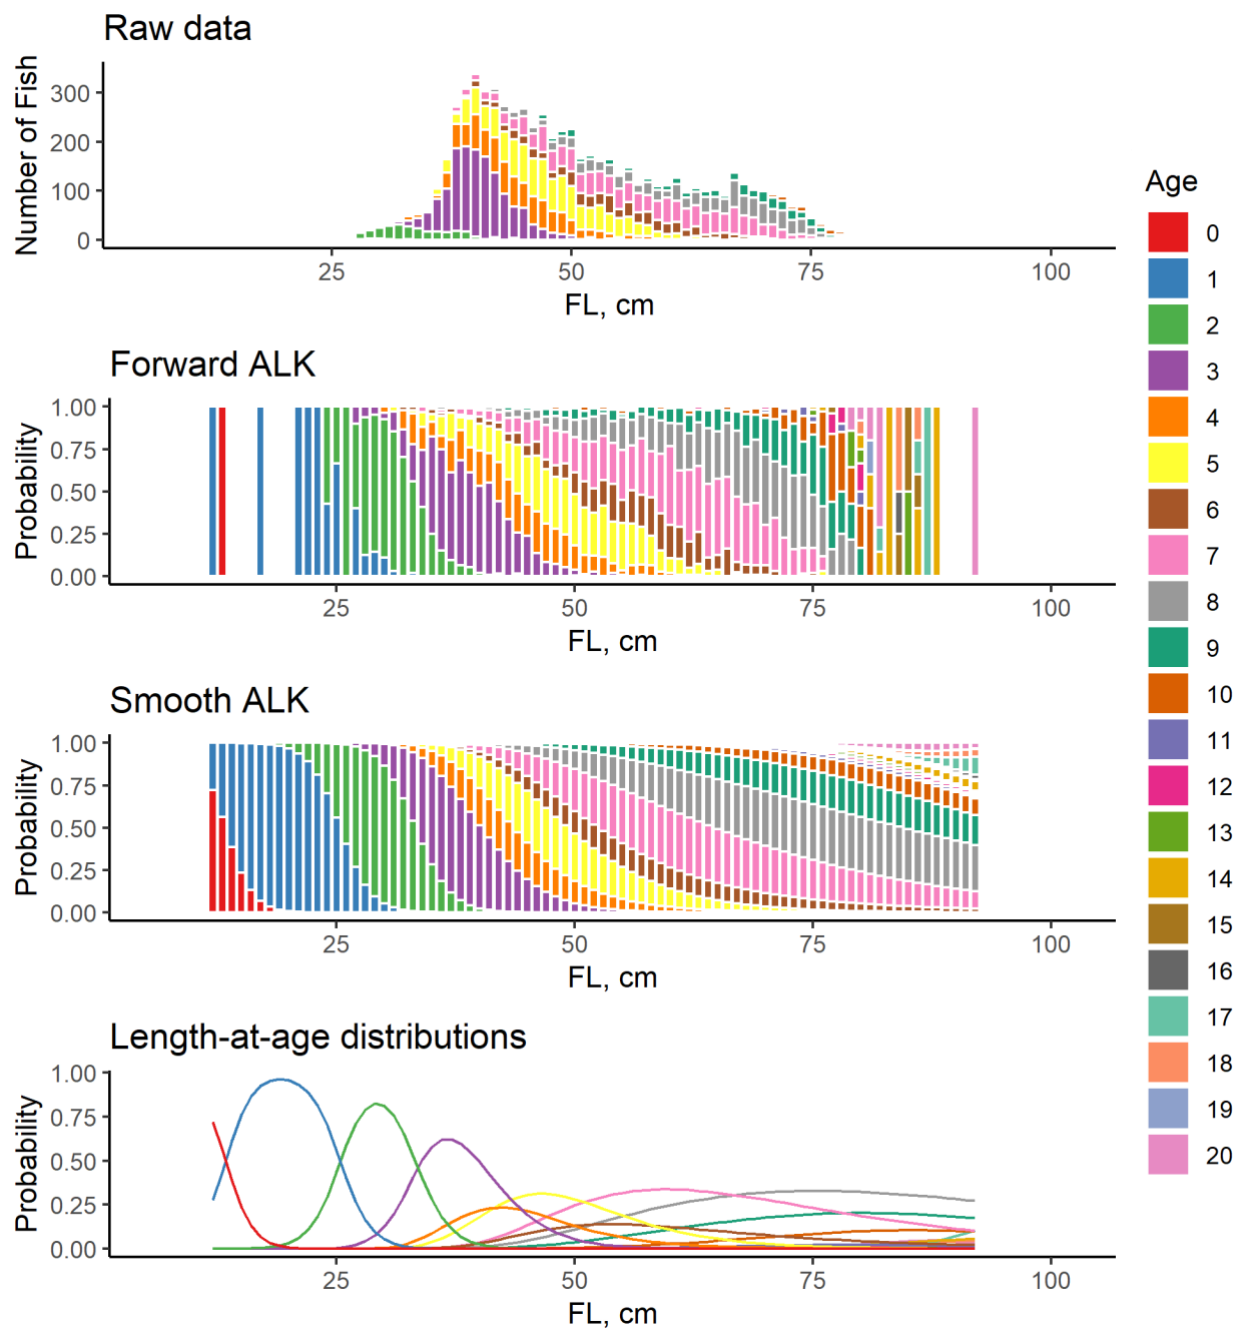 Raw data
Number of Fish
300
200
100
0
25 50 75 100
FL, cm
Forward ALK
Probability
1.00
0.75
0.50
0.25
0.00
25 50 75 100
FL, cm
Smooth ALK
Probability
1.00
0.75
0.50
0.25
0.00
25 50 75 100
FL, cm
Length-at-age distributions
Probability
1.00
0.75
0.50
0.25
0.00
25 50 75 100
FL, cm
Age
0
1
2
3
4
5
6
7
8
9
10
11
12
13
14
15
16
17
18
19
20